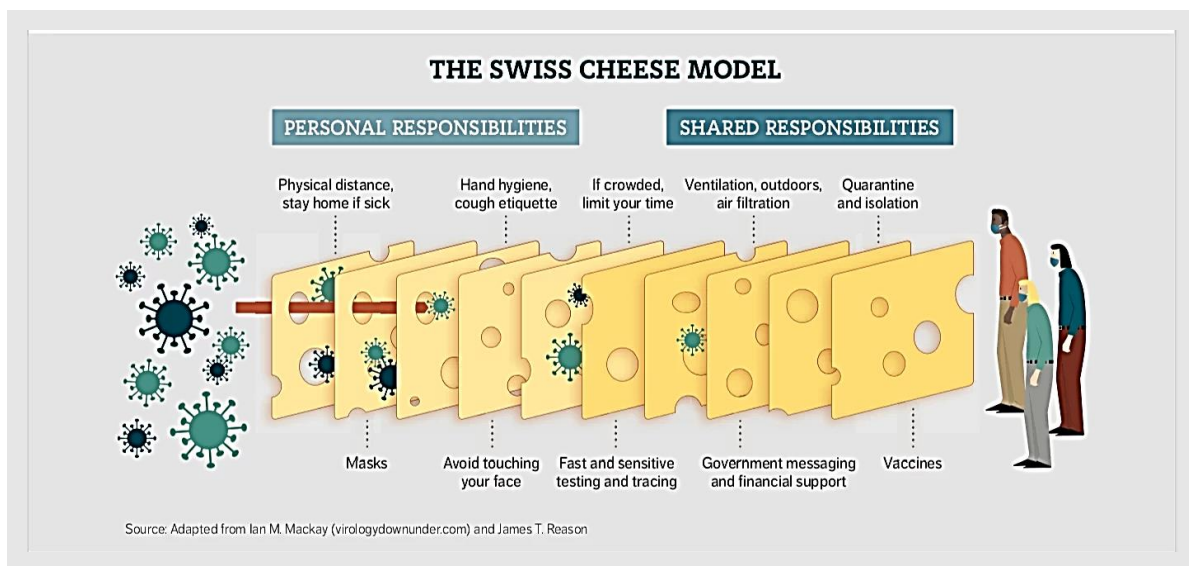 THE SWISS CHEESE MODEL
PERSONAL RESPONSIBILITIES
SHARED RESPONSIBILITIES
Physical distance,
stay home if sick
Hand hygiene,
cough etiquette
If crowded,
limit your time
Ventilation, outdoors,
air filtration
Quarantine
and isolation
Masks
Avoid touching
your face
Fast and sensitive
testing and tracing
Government messaging
and financial support
Vaccines
Source: Adapted from Ian M. Mackay (virologydownunder.com) and James T. Reason